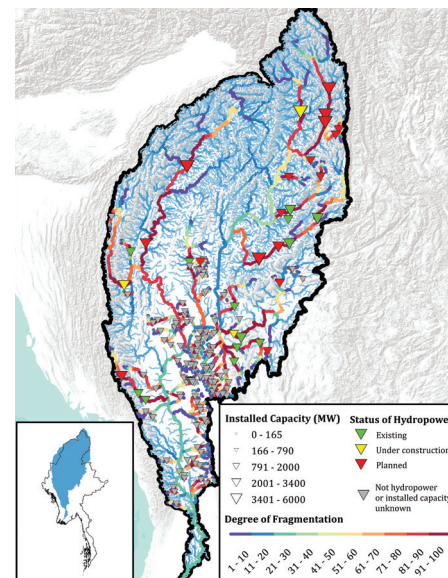 Installed Capacity (MW)
0 - 165
166 - 790
791 - 2000
2001 - 3400
3401 - 6000
Status of Hydropower
Existing
Under construction
Planned
Not hydropower
or installed capacity
unknown
Degree of Fragmentation
1 - 10
11 - 20
21 - 30
31 - 40
41 - 50
51 - 60
61 - 70
71 - 80
81 - 90
91 - 100